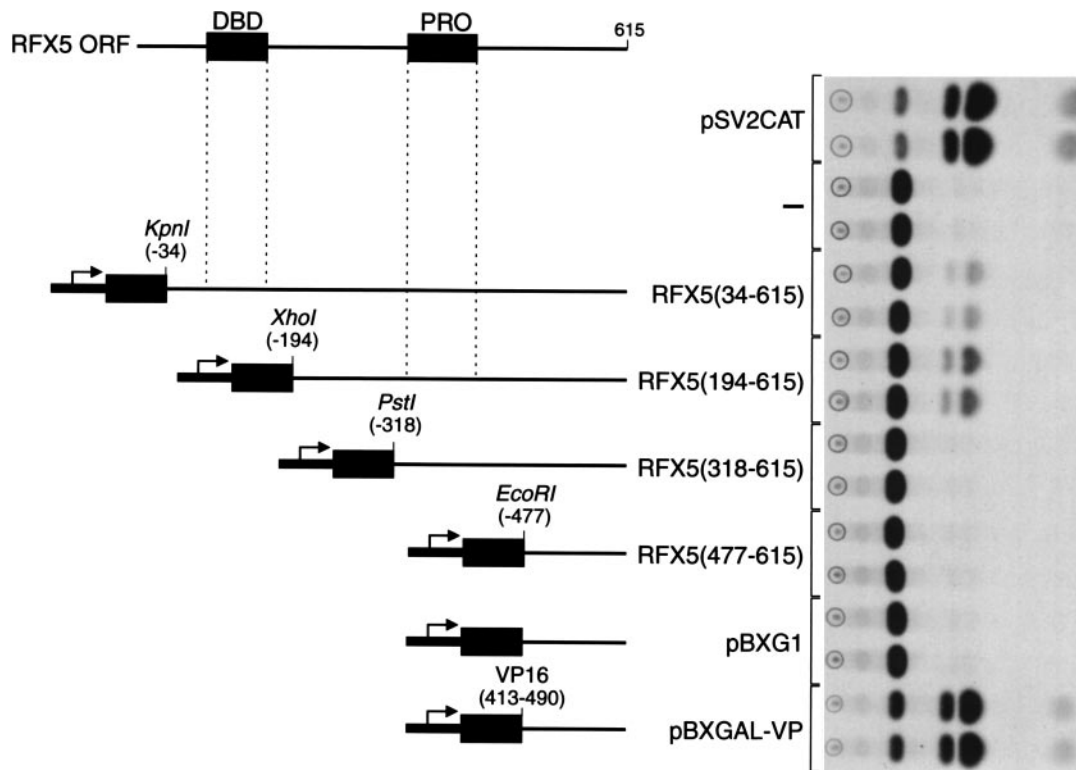 DBD PRO 615
RFX5 ORF
pSV2CAT
–
KpnI
(-34)
RFX5(34-615)
XhoI
(-194)
RFX5(194-615)
PstI
(-318)
RFX5(318-615)
EcoRI
(-477)
RFX5(477-615)
pBXG1
VP16
(413-490)
pBXGAL-VP